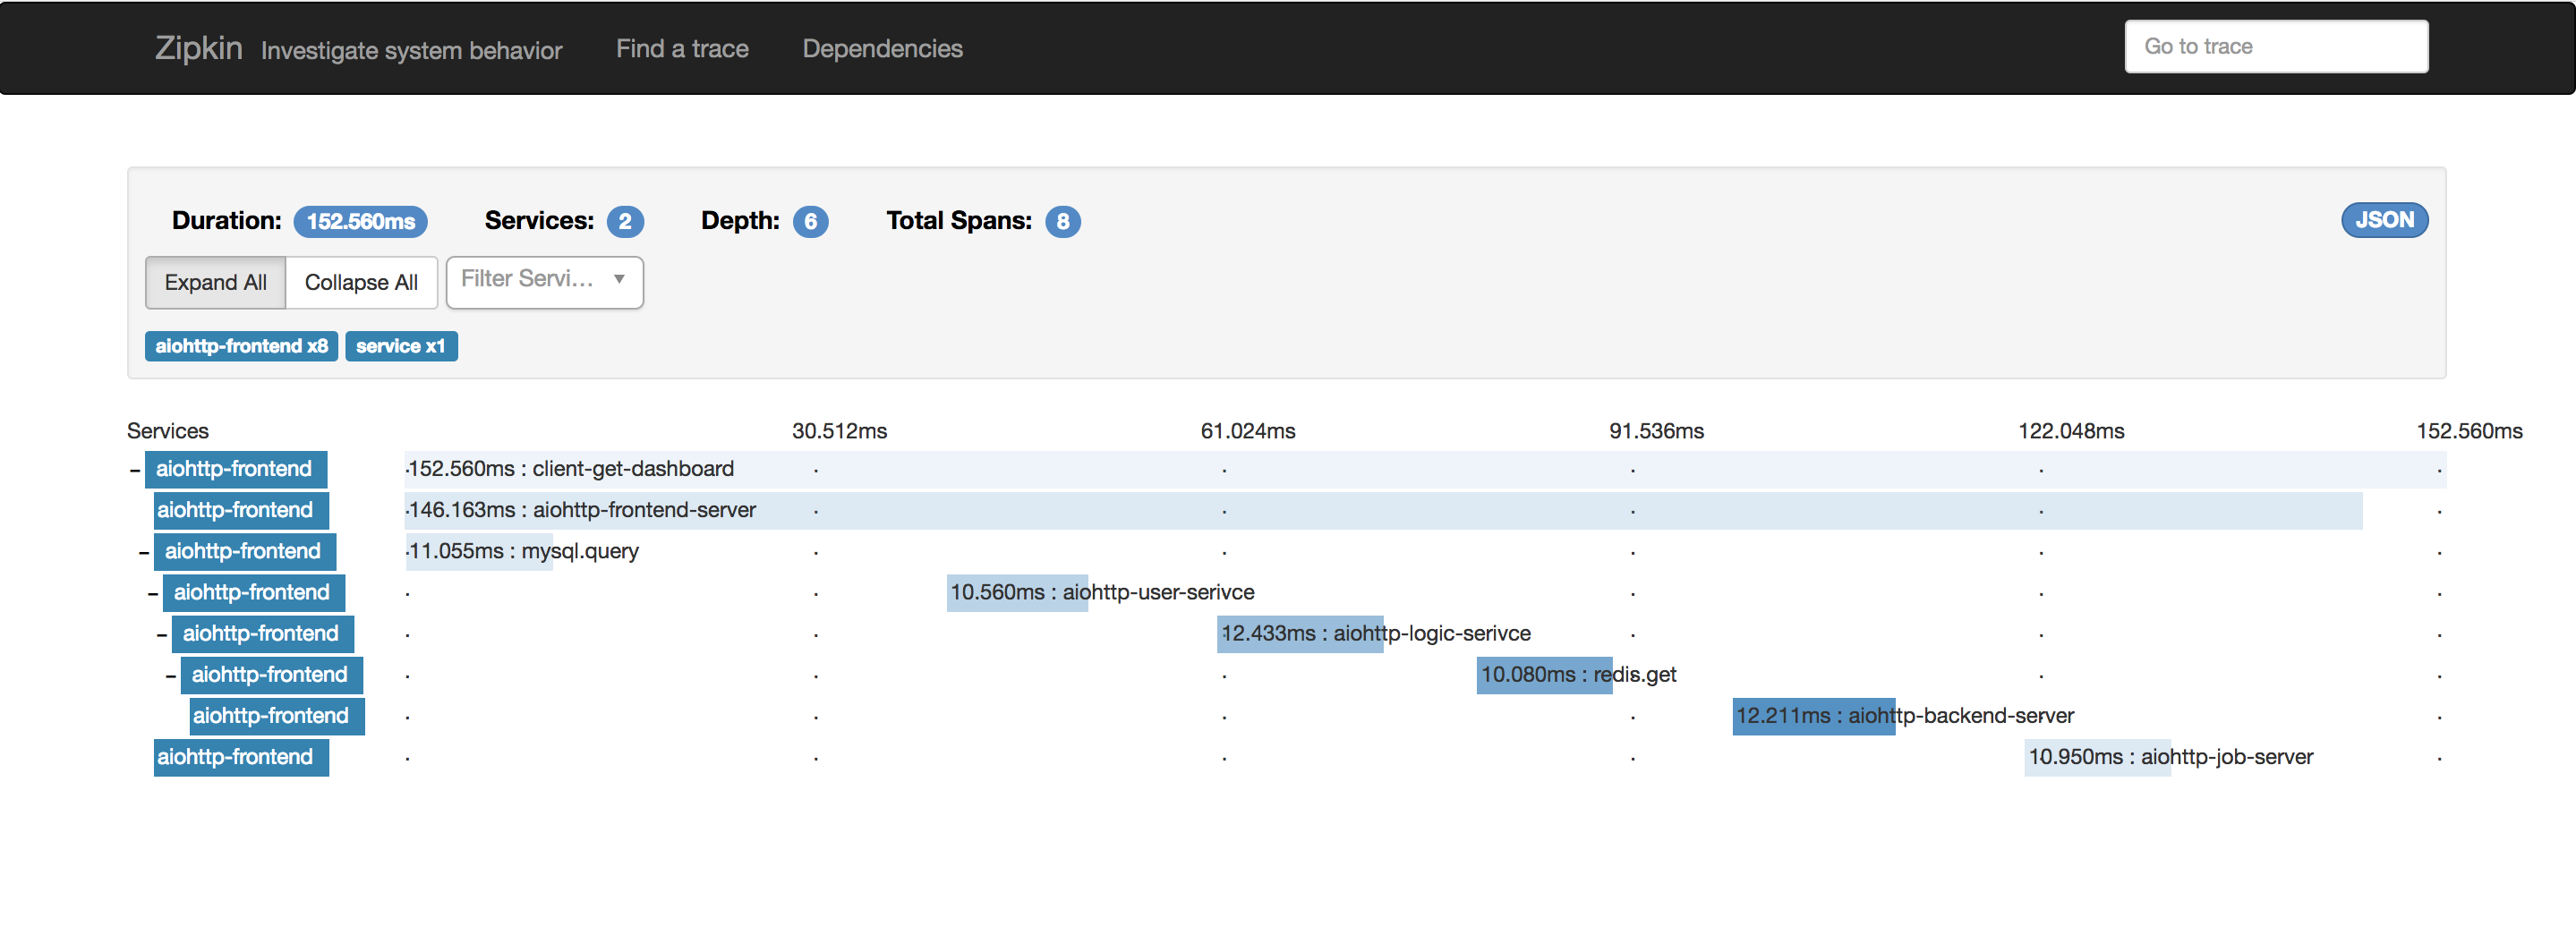 Zipkin Investigate system behavior Find a trace Dependencies Go to trace
Duration: 152.560ms Services: 2 Depth: 6 Total Spans: 8 JSON
Expand All Collapse All Filter Servi...
aiohttp-frontend x8 service x1
Services 30.512ms 61.024ms 91.536ms 122.048ms 152.560ms
- aiohttp-frontend 152.560ms : client-get-dashboard
aiohttp-frontend 146.163ms : aiohttp-frontend-server
- aiohttp-frontend 11.055ms : mysql.query
- aiohttp-frontend 10.560ms : aiohttp-user-serivce
- aiohttp-frontend 12.433ms : aiohttp-logic-serivce
- aiohttp-frontend 10.080ms : redis.get
aiohttp-frontend 12.211ms : aiohttp-backend-server
aiohttp-frontend 10.950ms : aiohttp-job-server